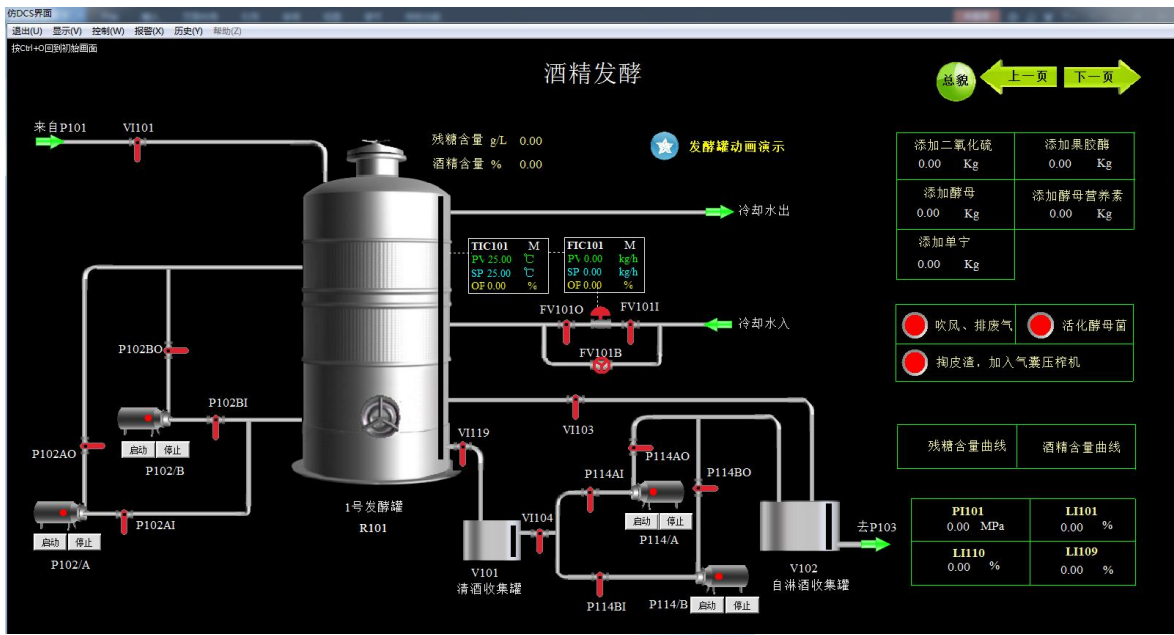 仿DCS界面
退出(U) 显示(V) 控制(W) 报警(X) 历史(Y) 帮助(Z)
按Ctrl+O回到初始画面
酒精发酵
总貌
上一页
下一页
来自P101
VI101
残糖含量 g/L 0.00
酒精含量 % 0.00
发酵罐动画演示
添加二氧化硫
0.00 Kg
添加果胶酶
0.00 Kg
添加酵母
0.00 Kg
添加酵母营养素
0.00 Kg
添加单宁
0.00 Kg
冷却水出
TIC101 M
PV 25.00 ℃
SP 25.00 ℃
OP 0.00 %
FIC101 M
PV 0.00 kg/h
SP 0.00 kg/h
OP 0.00 %
FV101O
FV101I
冷却水入
FV101B
吹风、排废气
活化酵母菌
掏皮渣，加入气囊压榨机
P102BO
P102BI
启动
停止
P102/B
P102AO
P102AI
启动
停止
P102/A
1号发酵罐
R101
VI119
VI103
残糖含量曲线
酒精含量曲线
P114AO
P114BO
P114AI
启动
停止
P114/A
VI104
V101
清酒收集罐
P114BI
P114/B
启动
停止
V102
自淋酒收集罐
去P103
PI101
0.00 MPa
LI101
0.00 %
LI110
0.00 %
LI109
0.00 %